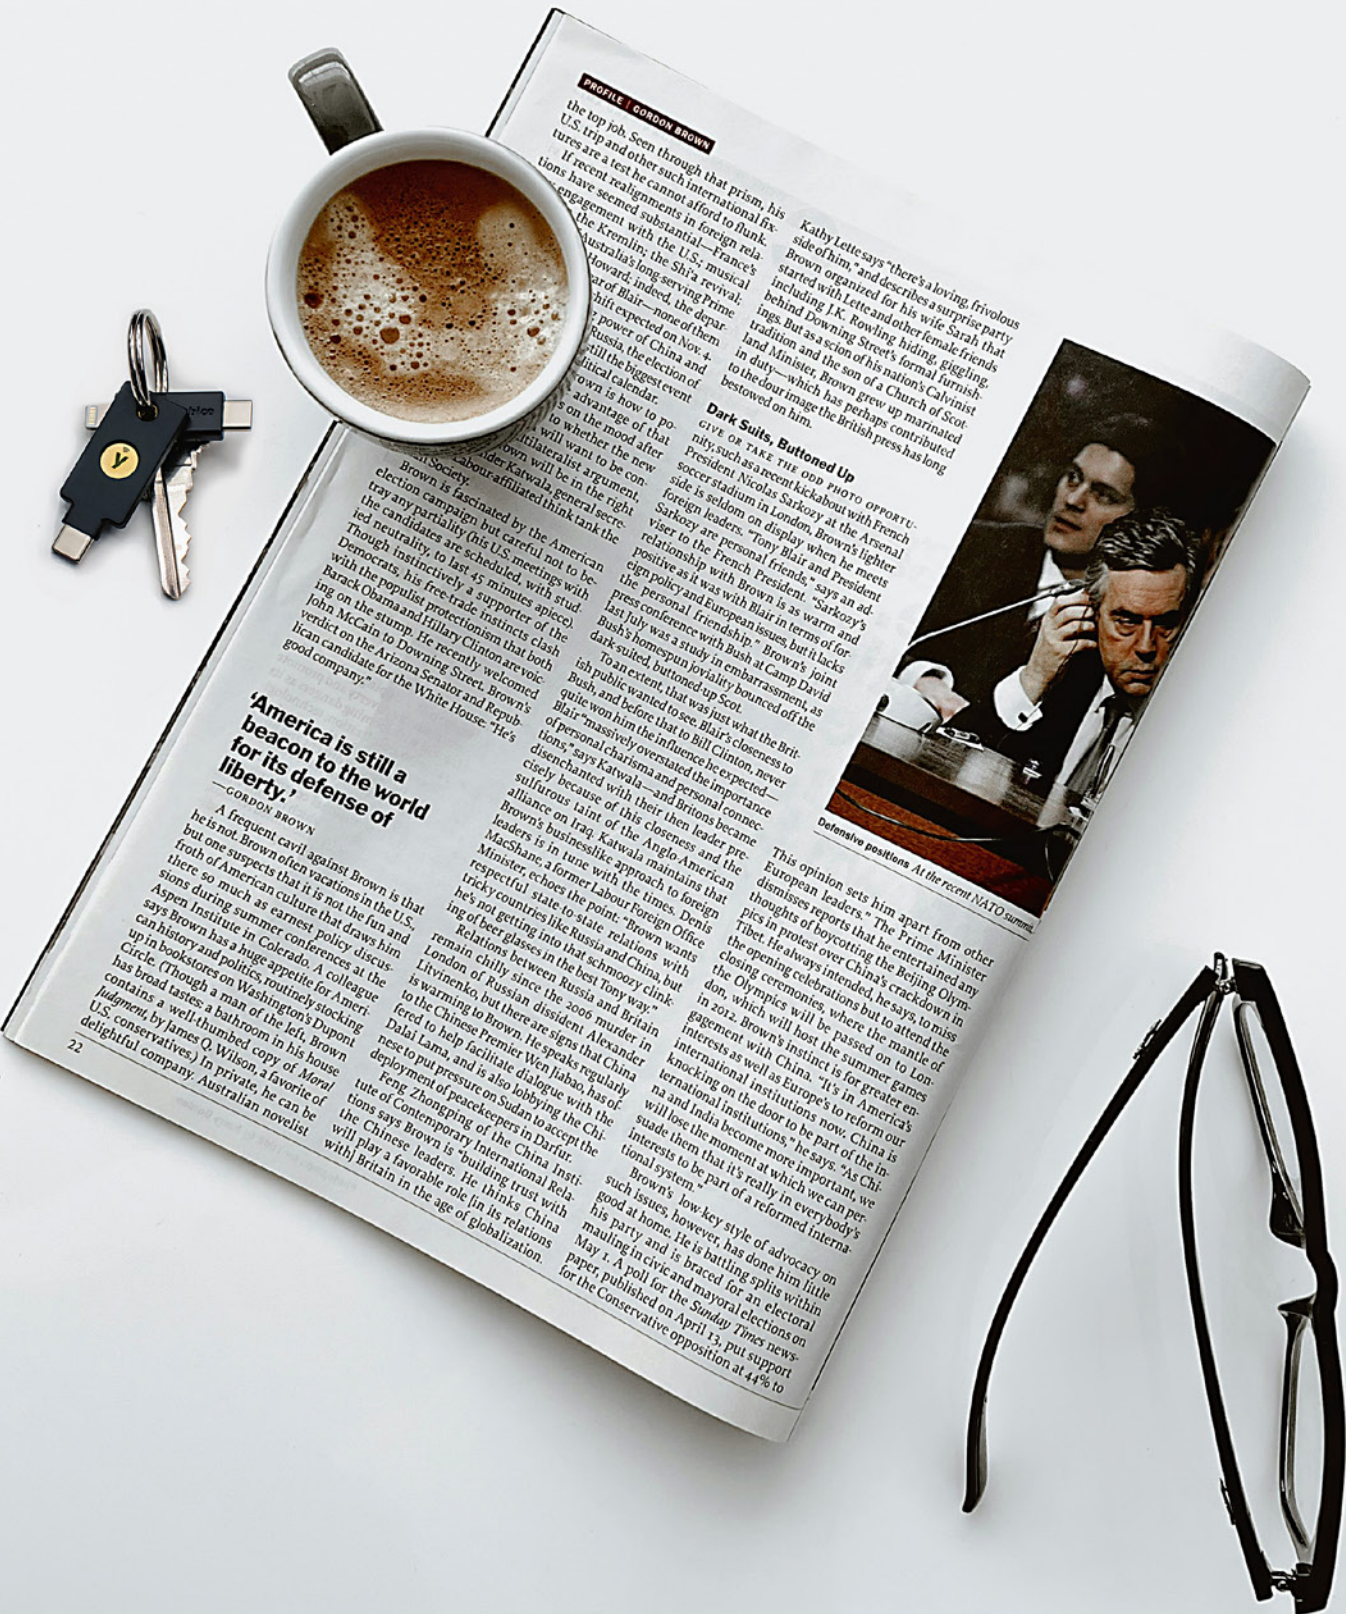 PROFILE | GORDON BROWN
the top job. Seen through that prism, his
U.S. trip and other such international fix-
tures are a test he cannot afford to flunk.
If recent realignments in foreign rela-
tions have seemed substantial—France's
engagement with the U.S.; musical
the Kremlin; the Shi'a revival;
Australia's long-serving Prime
Howard; indeed, the depar-
of Blair—none of them
expected on Nov. 4.
power of China and
Russia, the election of
still the biggest event
calendar.
own is how to po-
advantage of that
on the mood after
to whether the new
will want to be con-
argument,
own will be in the right
der Katwala, general secre-
abour-affiliated think tank the
Society.
Brown is fascinated by the American
election campaign but careful not to be-
tray any partiality (his U.S. meetings with
the candidates are scheduled, with stud-
ied neutrality, to last 45 minutes apiece).
Though instinctively a supporter of the
Democrats, his free-trade instincts clash
with the populist protectionism that both
Barack Obama and Hillary Clinton are voic-
ing on the stump. He recently welcomed
John McCain to Downing Street. Brown's
verdict on the Arizona Senator and Repub-
lican candidate for the White House: "He's
good company."
'America is still a
beacon to the world
for its defense of
liberty.'
—GORDON BROWN
A frequent cavil against Brown is that
he is not. Brown often vacations in the U.S.,
but one suspects that it is not the fun and
froth of American culture that draws him
there so much as earnest policy discus-
sions during summer conferences at the
Aspen Institute in Colorado. A colleague
says Brown has a huge appetite for Ameri-
can history and politics, routinely stocking
up in bookstores on Washington's Dupont
Circle. (Though a man of the left, Brown
has broad tastes: a bathroom in his house
contains a well-thumbed copy of Moral
Judgment, by James Q. Wilson, a favorite of
U.S. conservatives.) In private, he can be
delightful company. Australian novelist
22
Kathy Lette says "there's a loving, frivolous
side of him," and describes a surprise party
Brown organized for his wife Sarah that
started with Lette and other female friends
including J.K. Rowling hiding, giggling,
behind Downing Street's formal furnish-
ings. But as a scion of his nation's Calvinist
tradition and the son of a Church of Scot-
land Minister, Brown grew up marinated
in duty—which has perhaps contributed
to the dour image the British press has long
bestowed on him.
Dark Suits, Buttoned Up
GIVE OR TAKE THE ODD PHOTO OPPORTU-
nity, such as a recent kickabout with French
President Nicolas Sarkozy at the Arsenal
soccer stadium in London, Brown's lighter
side is seldom on display when he meets
foreign leaders. "Tony Blair and President
Sarkozy are personal friends," says an ad-
viser to the French President. "Sarkozy's
relationship with Brown is as warm and
positive as it was with Blair in terms of for-
eign policy and European issues, but it lacks
the personal friendship." Brown's joint
press conference with Bush at Camp David
last July was a study in embarrassment, as
Bush's homespun joviality bounced off the
dark-suited, buttoned-up Scot.
To an extent, that was just what the Brit-
ish public wanted to see. Blair's closeness to
Bush, and before that to Bill Clinton, never
quite won him the influence he expected—
Blair "massively overstated the importance
of personal charisma and personal connec-
tions," says Katwala—and Britons became
disenchanted with their then leader pre-
cisely because of this closeness and the
sulfurous taint of the Anglo-American
alliance on Iraq. Katwala maintains that
Brown's businesslike approach to foreign
leaders is in tune with the times. Denis
MacShane, a former Labour Foreign Office
Minister, echoes the point: "Brown wants
respectful state-to-state relations with
tricky countries like Russia and China, but
he's not getting into that schmoozy clink-
ing of beer glasses in the best Tony way."
Relations between Russia and Britain
remain chilly since the 2006 murder in
London of Russian dissident Alexander
Litvinenko, but there are signs that China
is warming to Brown. He speaks regularly
to the Chinese Premier Wen Jiabao, has of-
fered to help facilitate dialogue with the
Dalai Lama, and is also lobbying the Chi-
nese to put pressure on Sudan to accept the
deployment of peacekeepers in Darfur.
Feng Zhongping of the China Insti-
tute of Contemporary International Rela-
tions says Brown is "building trust with
the Chinese leaders. He thinks China
will play a favorable role [in its relations
with] Britain in the age of globalization.
Defensive positions At the recent NATO summit,
This opinion sets him apart from other
European leaders." The Prime Minister
dismisses reports that he entertained any
thoughts of boycotting the Beijing Olym-
pics in protest over China's crackdown in
Tibet. He always intended, he says, to miss
the opening celebrations but to attend the
closing ceremonies, where the mantle of
the Olympics will be passed on to Lon-
don, which will host the summer games
in 2012. Brown's instinct is for greater en-
gagement with China. "It's in America's
interests as well as Europe's to reform our
international institutions now. China is
knocking on the door to be part of the in-
ternational institutions," he says. "As Chi-
na and India become more important, we
will lose the moment at which we can per-
suade them that it's really in everybody's
interests to be part of a reformed interna-
tional system."
Brown's low-key style of advocacy on
such issues, however, has done him little
good at home. He is battling splits within
his party and is braced for an electoral
mauling in civic and mayoral elections on
May 1. A poll for the Sunday Times news-
paper, published on April 13, put support
for the Conservative opposition at 44% to
y